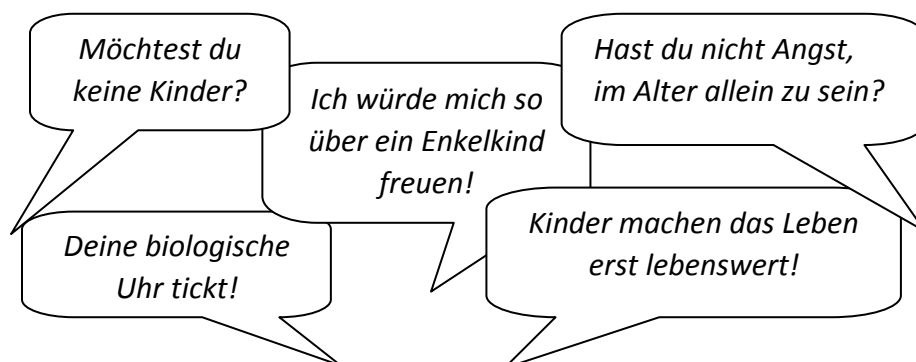 Möchtest du
keine Kinder?
Ich würde mich so
über ein Enkelkind
freuen!
Hast du nicht Angst,
im Alter allein zu sein?
Deine biologische
Uhr tickt!
Kinder machen das Leben
erst lebenswert!